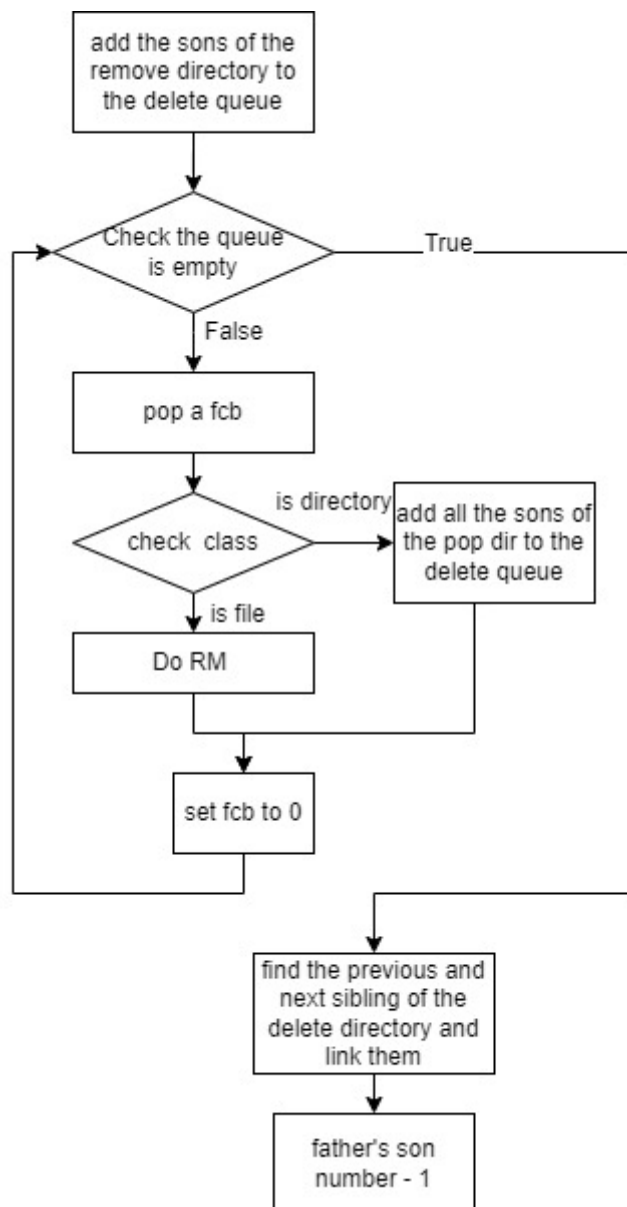 add the sons of the
remove directory to
the delete queue
Check the queue
is empty
True
False
pop a fcb
check class
is directory
add all the sons of
the pop dir to the
delete queue
is file
Do RM
set fcb to 0
find the previous and
next sibling of the
delete directory and
link them
father's son
number - 1